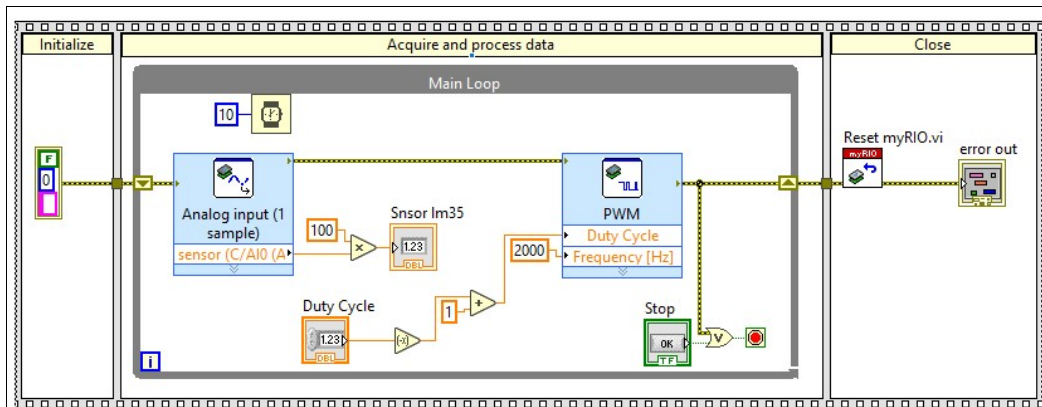 Initialize
Acquire and process data
Close
Main Loop
10
F
0
Analog input (1
sample)
sensor (C/AI0 (A
100
x
Snsor lm35
1.23
DBL
PWM
Duty Cycle
2000
Frequency [Hz]
Duty Cycle
1.23
DBL
(-x)
1
+
Stop
OK
TF
V
i
Reset myRIO.vi
myRIO
error out